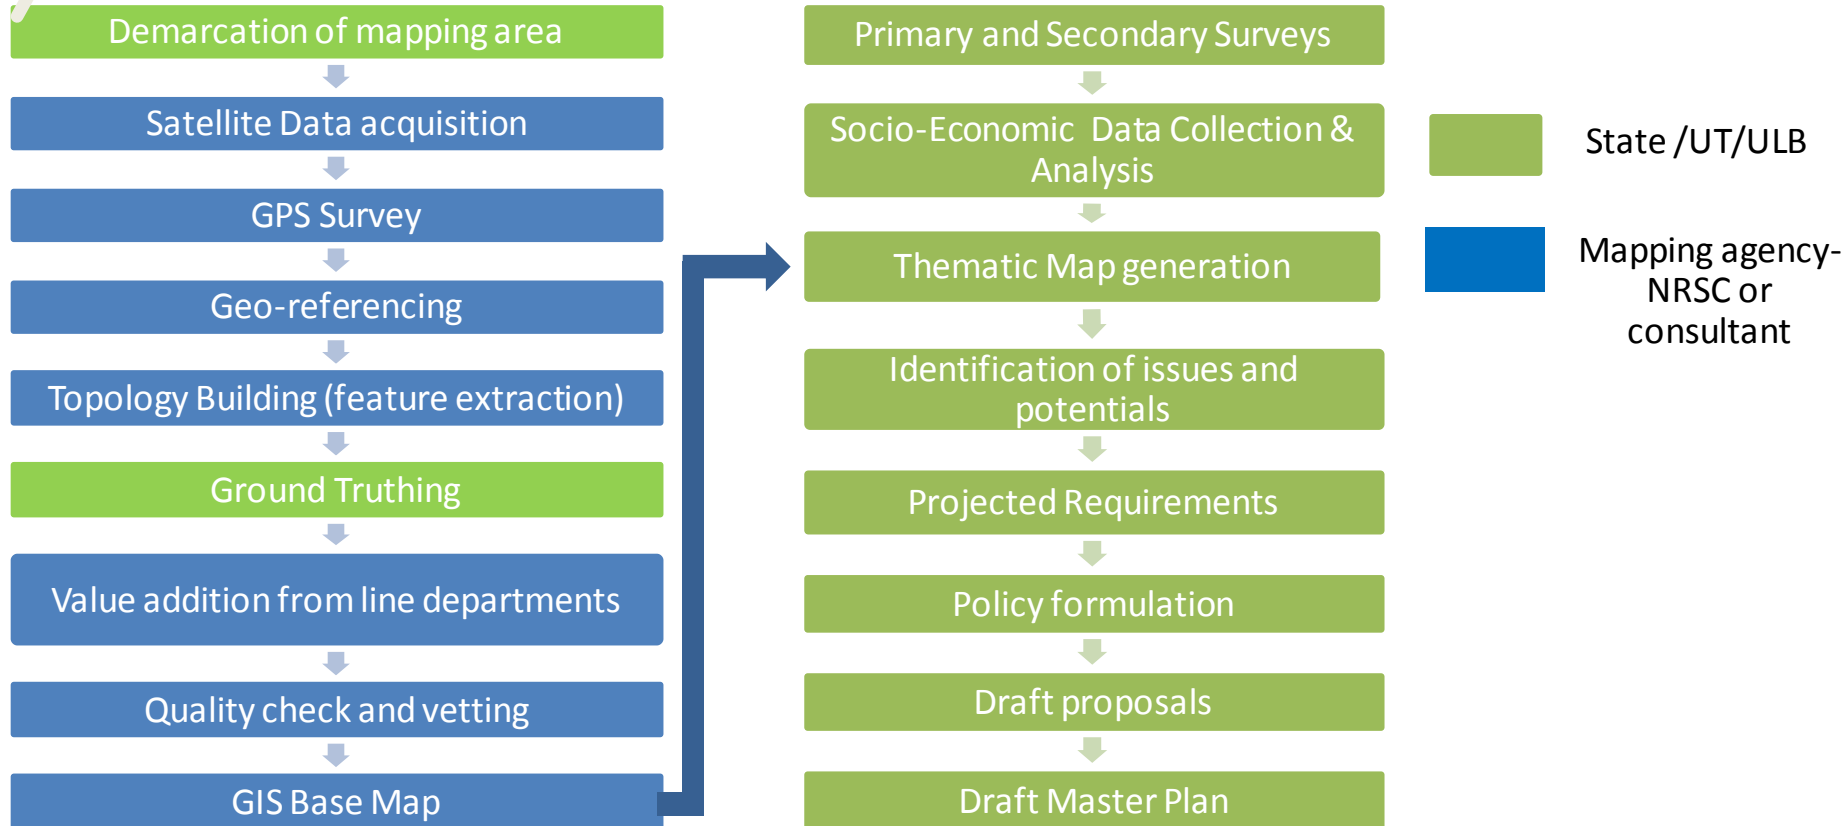 Demarcation of mapping area
Satellite Data acquisition
GPS Survey
Geo-referencing
Topology Building (feature extraction)
Ground Truthing
Value addition from line departments
Quality check and vetting
GIS Base Map
Primary and Secondary Surveys
Socio-Economic Data Collection &
Analysis
Thematic Map generation
Identification of issues and
potentials
Projected Requirements
Policy formulation
Draft proposals
Draft Master Plan
State /UT/ULB
Mapping agency-
NRSC or
consultant